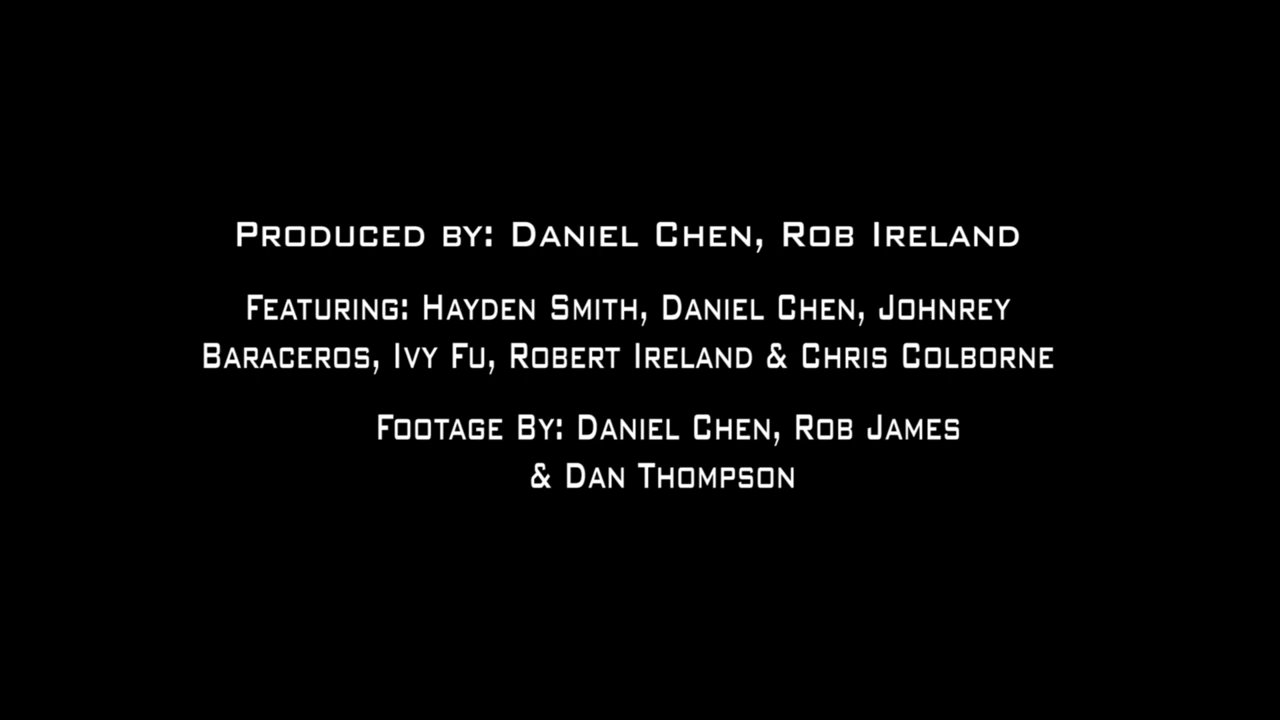 Produced by: Daniel Chen, Rob Ireland
Featuring: Hayden Smith, Daniel Chen, Johnrey
Baraceros, Ivy Fu, Robert Ireland & Chris Colborne
Footage By: Daniel Chen, Rob James
& Dan Thompson